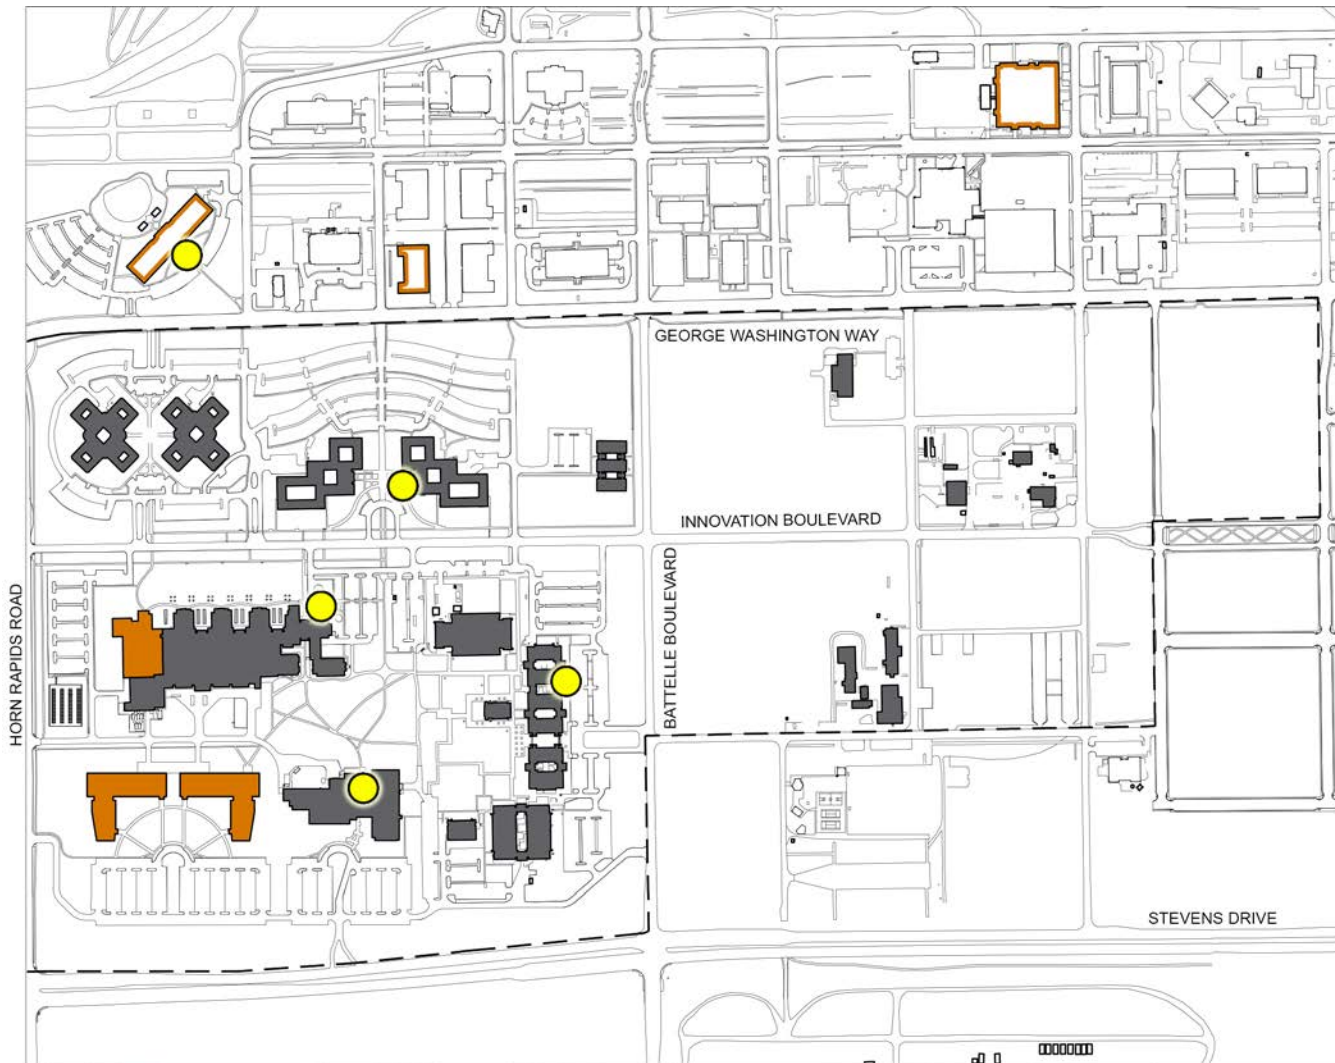 GEORGE WASHINGTON WAY
INNOVATION BOULEVARD
HORN RAPIDS ROAD
BATTELLE BOULEVARD
STEVENS DRIVE